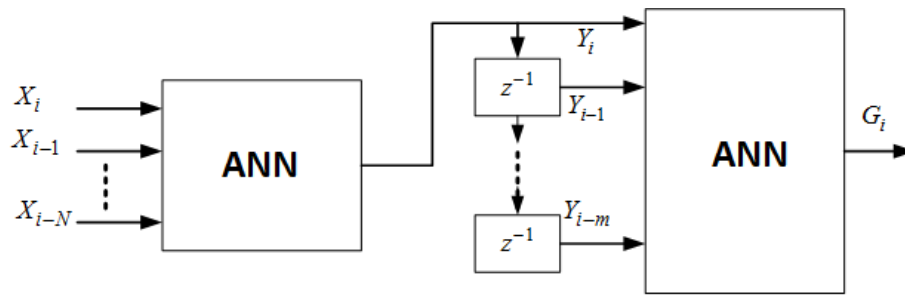 X_i
X_{i-1}
X_{i-N}
ANN
z^{-1}
z^{-1}
Y_i
Y_{i-1}
Y_{i-m}
ANN
G_i